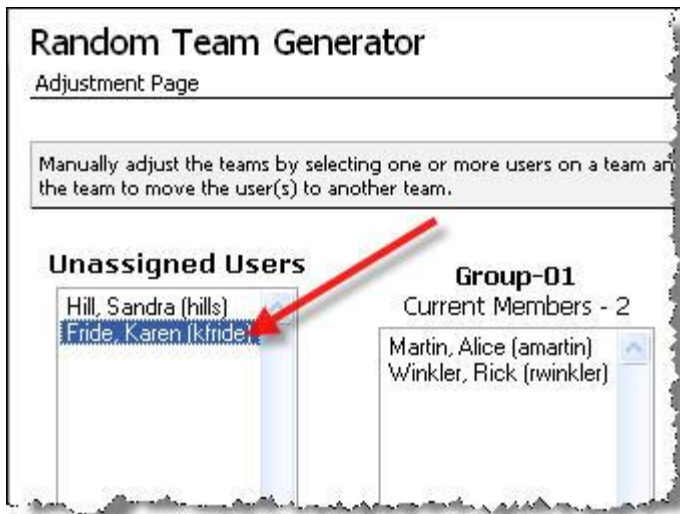 Random Team Generator
Adjustment Page
Manually adjust the teams by selecting one or more users on a team an
the team to move the user(s) to another team.
Unassigned Users
Hill, Sandra (hills)
Fride, Karen (kfride)
Group-01
Current Members - 2
Martin, Alice (amartin)
Winkler, Rick (rwinkler)